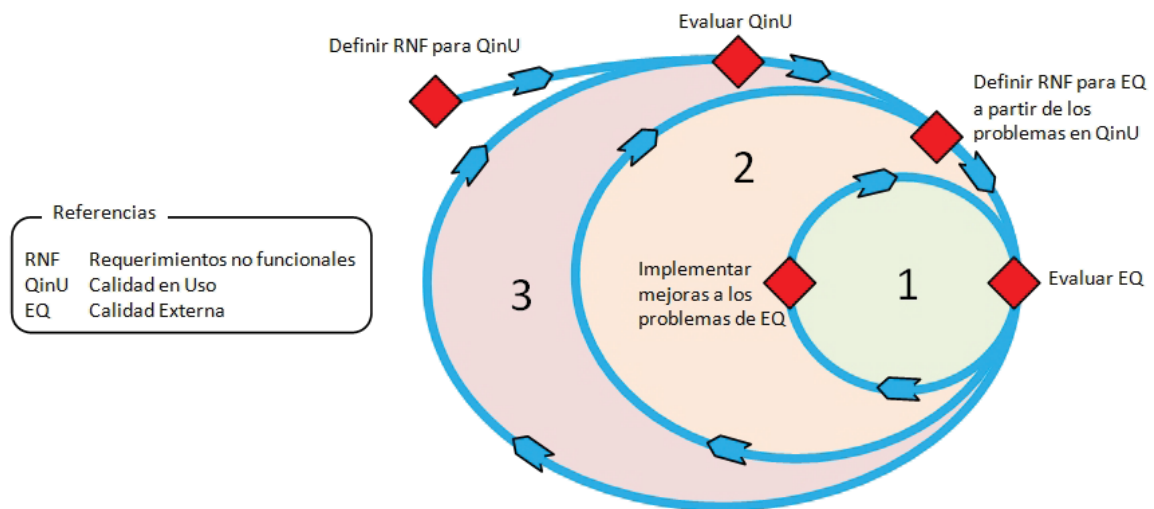 Evaluar QinU
Definir RNF para QinU
Definir RNF para EQ
a partir de los
problemas en QinU
2
Referencias
RNF Requerimientos no funcionales
QinU Calidad en Uso
EQ Calidad Externa
3
Implementar
mejoras a los
problemas de EQ
1
Evaluar EQ